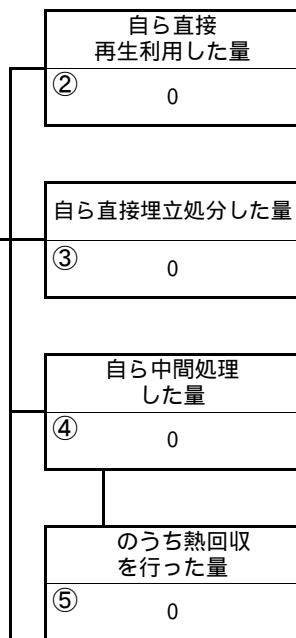 自ら直接
再生利用した量
②
0
自ら直接埋立処分した量
③
0
自ら中間処理
した量
④
0
のうち熱回収
を行った量
⑤
0